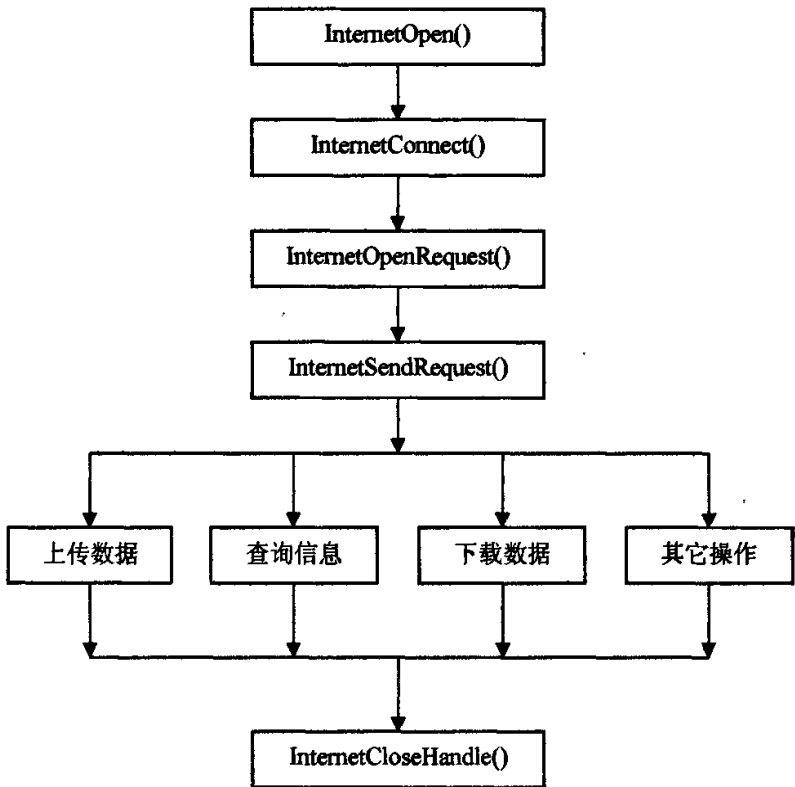 InternetOpen()
InternetConnect()
InternetOpenRequest()
InternetSendRequest()
上传数据
查询信息
下载数据
其它操作
InternetCloseHandle()